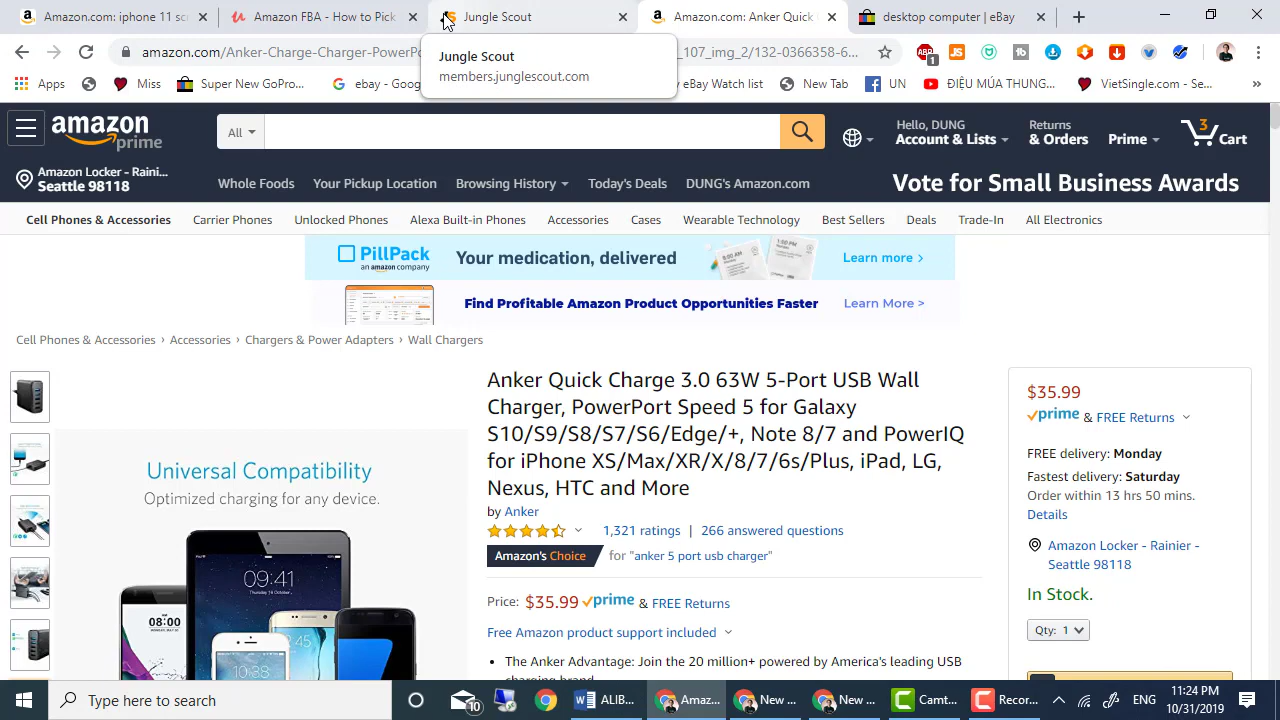 Amazon.com: iphone 11 scr
Amazon FBA - How to Pick
Jungle Scout
Amazon.com: Anker Quick
desktop computer | eBay
amazon.com/Anker-Charge-Charger-PowerPo
_107_img_2/132-0366358-6...
ABP
1
JS
Jungle Scout
members.junglescout.com
Apps
Miss
Super NewGoPro...
ebay - Goog
eBay Watch list
New Tab
UN
ĐIỆU MÚA THUNG...
VietSingle.com - Se...
»
amazon
prime
All
Hello, DUNG
Account & Lists
Returns
& Orders
Prime
3
Cart
Amazon Locker - Raini...
Seattle 98118
Whole Foods
Your Pickup Location
Browsing History
Today's Deals
DUNG's Amazon.com
Vote for Small Business Awards
Cell Phones & Accessories
Carrier Phones
Unlocked Phones
Alexa Built-in Phones
Accessories
Cases
Wearable Technology
Best Sellers
Deals
Trade-In
All Electronics
PillPack
an amazon company
Your medication, delivered
Learn more >
Find Profitable Amazon Product Opportunities Faster
Learn More >
Cell Phones & Accessories › Accessories › Chargers & Power Adapters › Wall Chargers
Anker Quick Charge 3.0 63W 5-Port USB Wall
Charger, PowerPort Speed 5 for Galaxy
S10/S9/S8/S7/S6/Edge/+, Note 8/7 and PowerIQ
for iPhone XS/Max/XR/X/8/7/6s/Plus, iPad, LG,
Nexus, HTC and More
by Anker
1,321 ratings | 266 answered questions
Amazon's Choice for "anker 5 port usb charger"
Price: $35.99 prime & FREE Returns
Free Amazon product support included
• The Anker Advantage: Join the 20 million+ powered by America's leading USB
charging brand.
Universal Compatibility
Optimized charging for any device.
09:41
08:00
02:45
10:38
$35.99
prime & FREE Returns
FREE delivery: Monday
Fastest delivery: Saturday
Order within 13 hrs 50 mins.
Details
Amazon Locker - Rainier -
Seattle 98118
In Stock.
Qty: 1
Type here to search
10
ALIB...
Amaz...
New ...
New ...
Camt...
Recor...
ENG
11:24 PM
10/31/2019